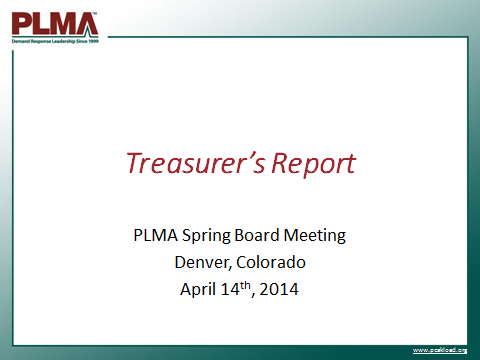 PLMA™
Demand Response Leadership Since 1999
Treasurer's Report
PLMA Spring Board Meeting
Denver, Colorado
April 14th, 2014
www.peakload.org